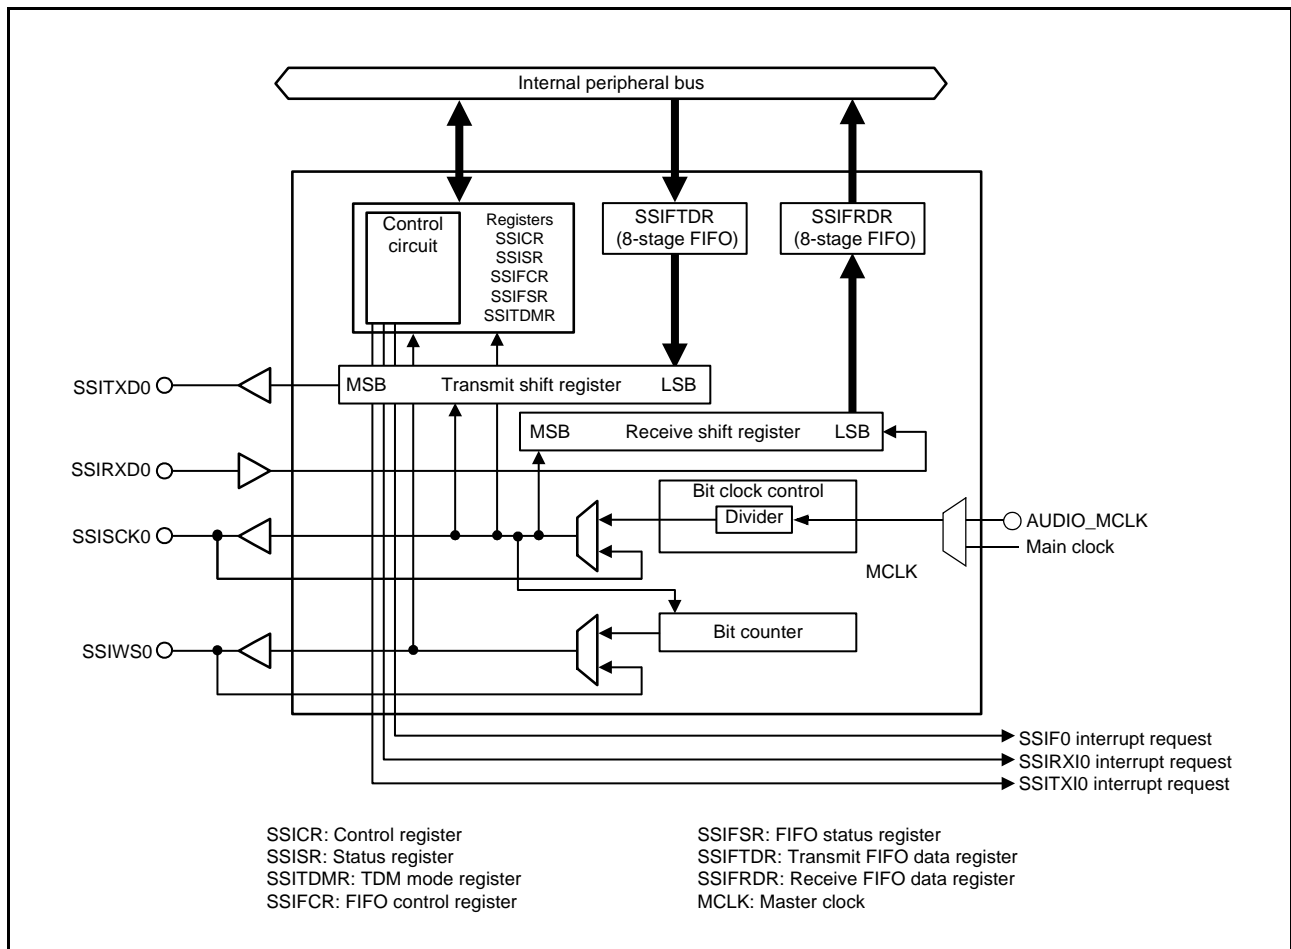 Internal peripheral bus
Control
circuit
Registers
SSICR
SSISR
SSIFCR
SSIFSR
SSITDMR
SSIFTDR
(8-stage FIFO)
SSIFRDR
(8-stage FIFO)
SSITXD0
MSB Transmit shift register LSB
MSB Receive shift register LSB
SSIRXD0
Bit clock control
Divider
SSISCK0
AUDIO_MCLK
Main clock
MCLK
Bit counter
SSIWS0
SSIF0 interrupt request
SSIRXI0 interrupt request
SSITXI0 interrupt request
SSICR: Control register
SSISR: Status register
SSITDMR: TDM mode register
SSIFCR: FIFO control register
SSIFSR: FIFO status register
SSIFTDR: Transmit FIFO data register
SSIFRDR: Receive FIFO data register
MCLK: Master clock